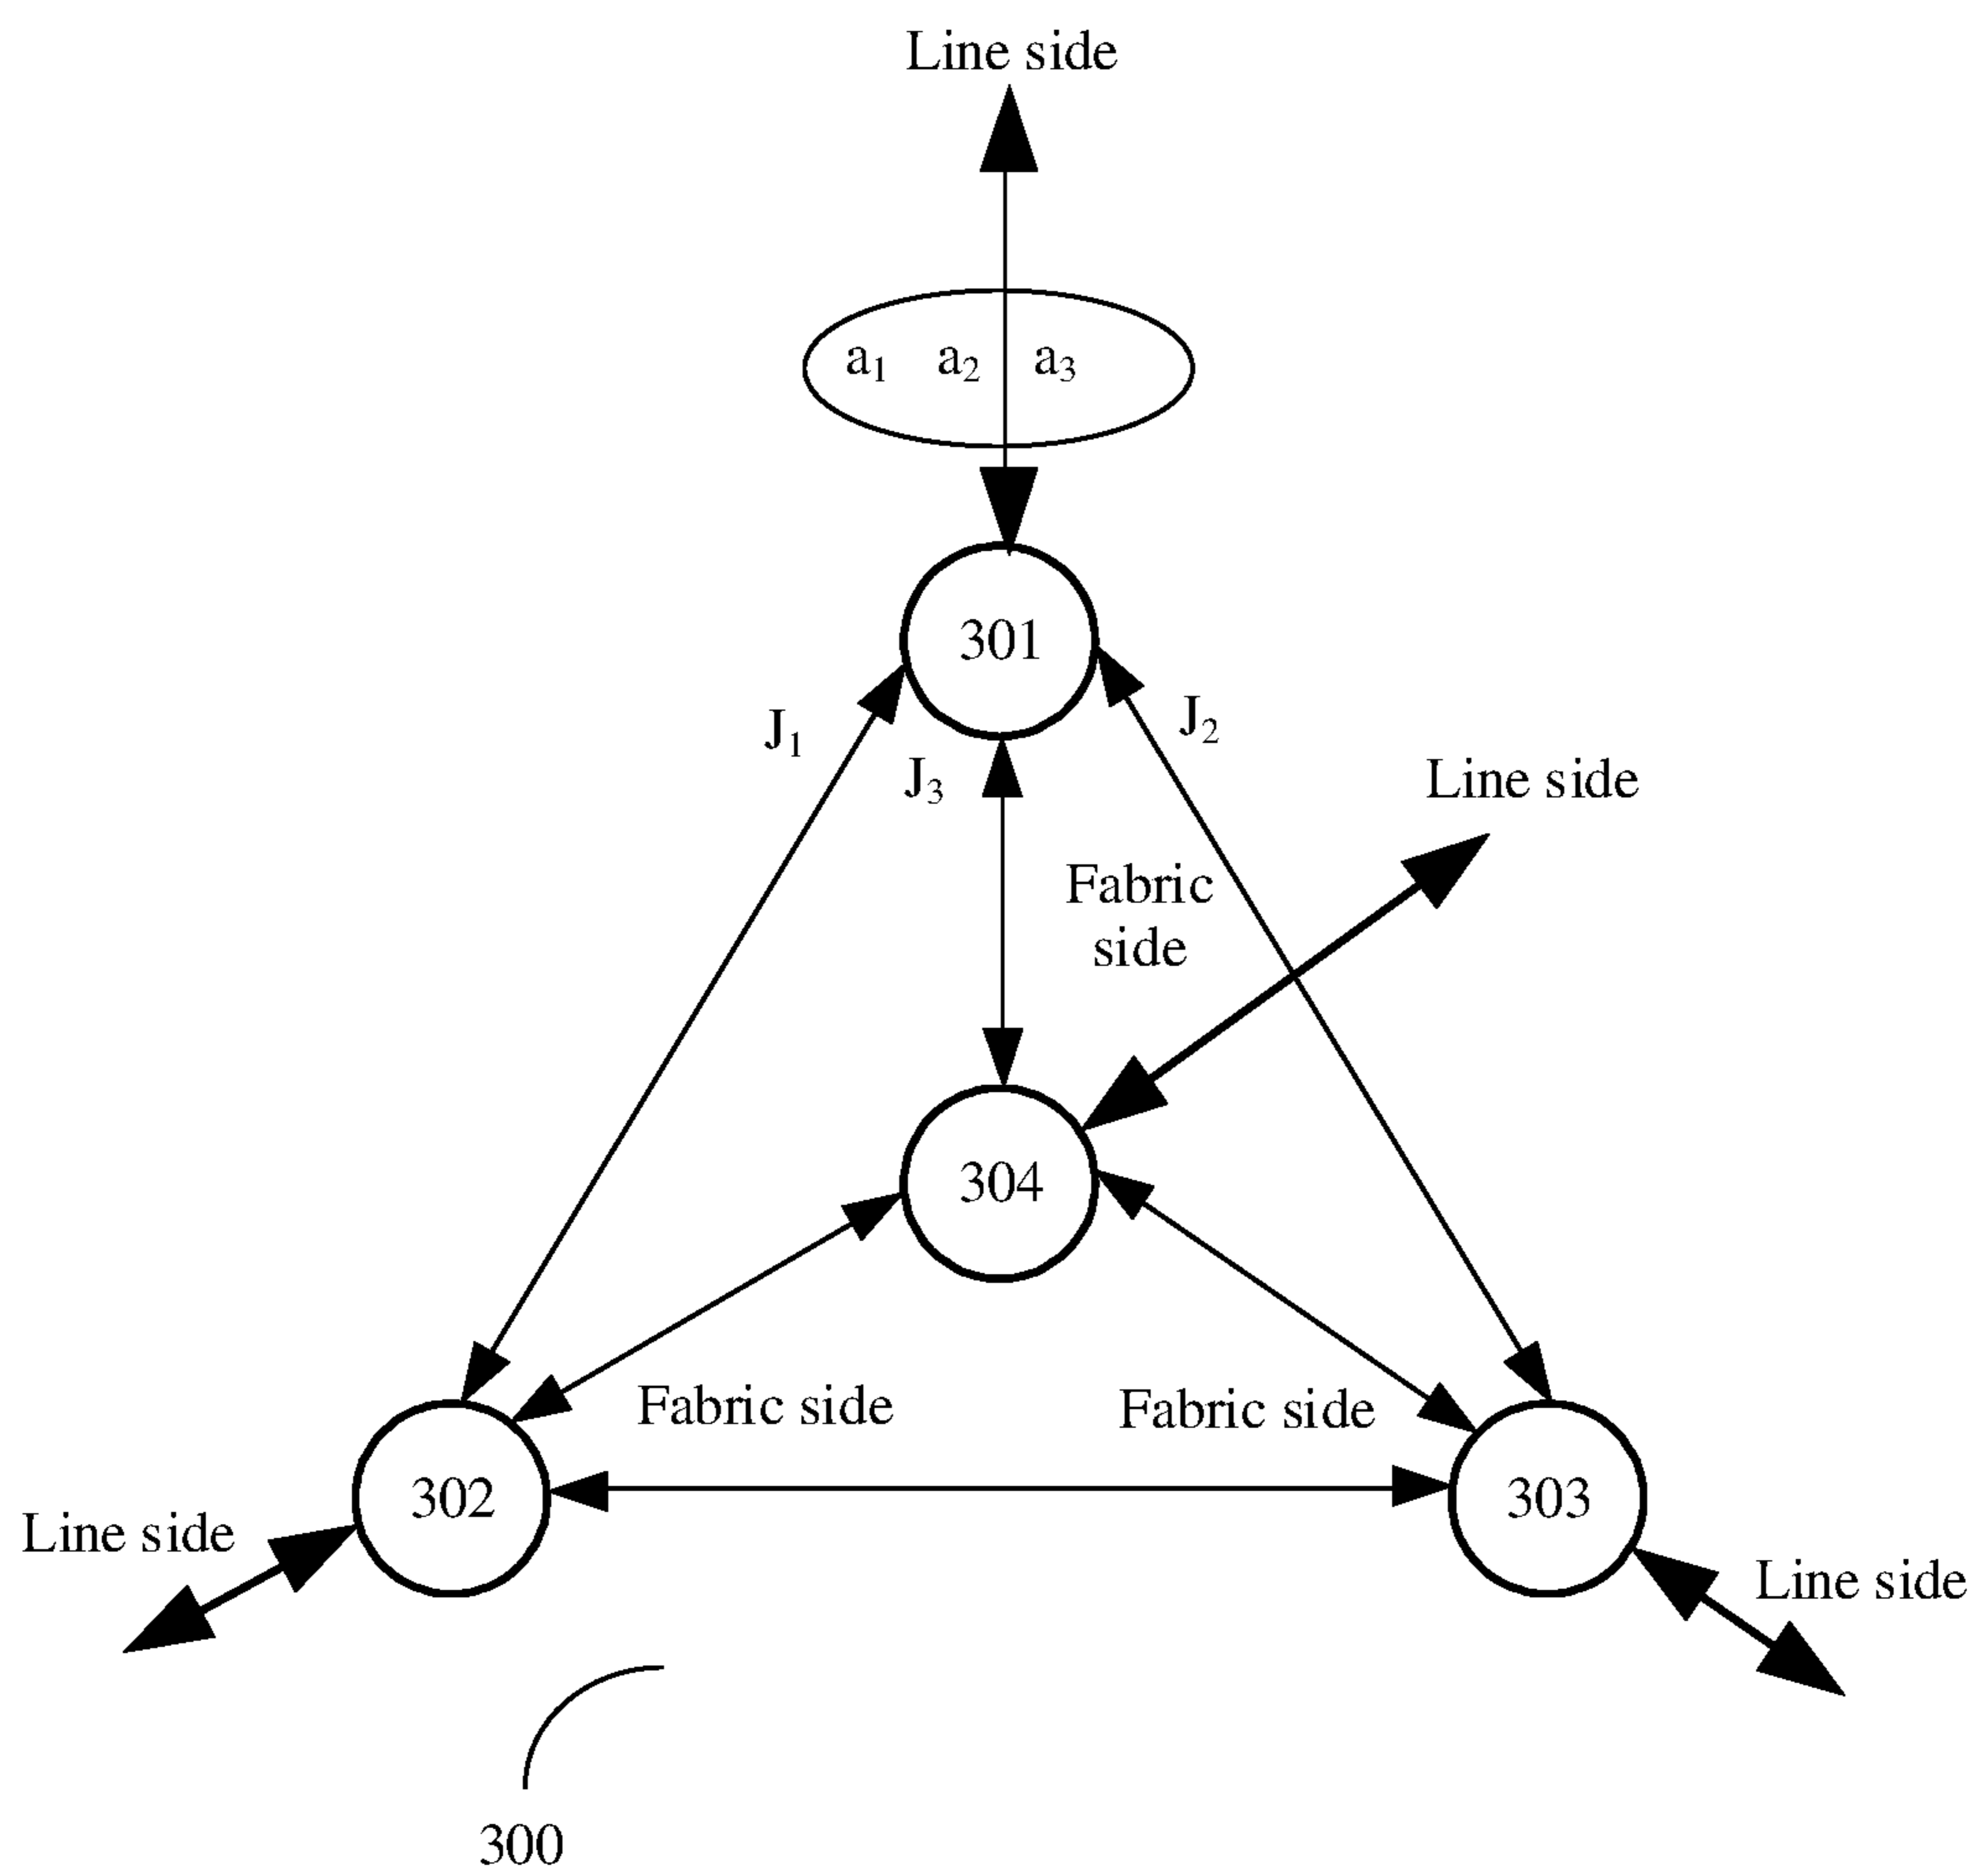 Line side
a1 a2 a3
301
J1
J2
J3
Line side
Fabric
side
304
Fabric side
Fabric side
302
303
Line side
Line side
300